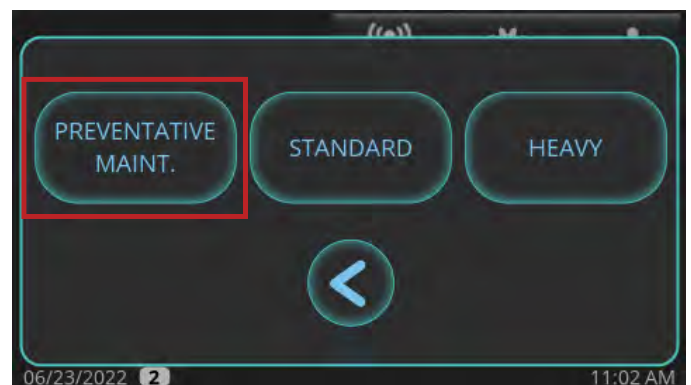 PREVENTATIVE
MAINT.
STANDARD
HEAVY
06/23/2022 2
11:02 AM